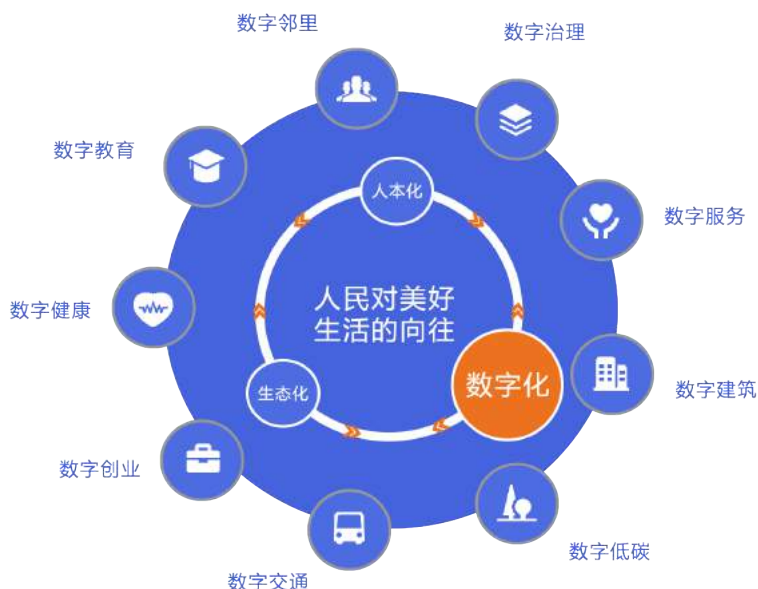 数字邻里
数字治理
数字教育
人本化
数字服务
人民对美好
生活的向往
数字健康
数字化
生态化
数字建筑
数字创业
数字低碳
数字交通